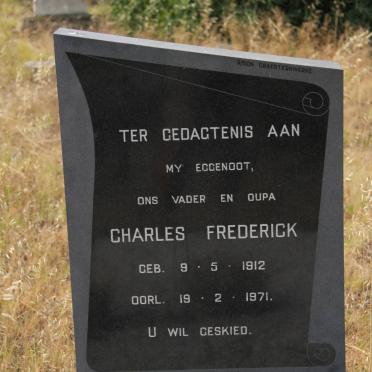 TER GEDACTENIS AAN
MY EGGENOOT,
ONS VADER EN OUPA
CHARLES FREDERICK
GEB. 9 · 5 · 1912
OORL. 19 · 2 · 1971.
U WIL GESKIED.